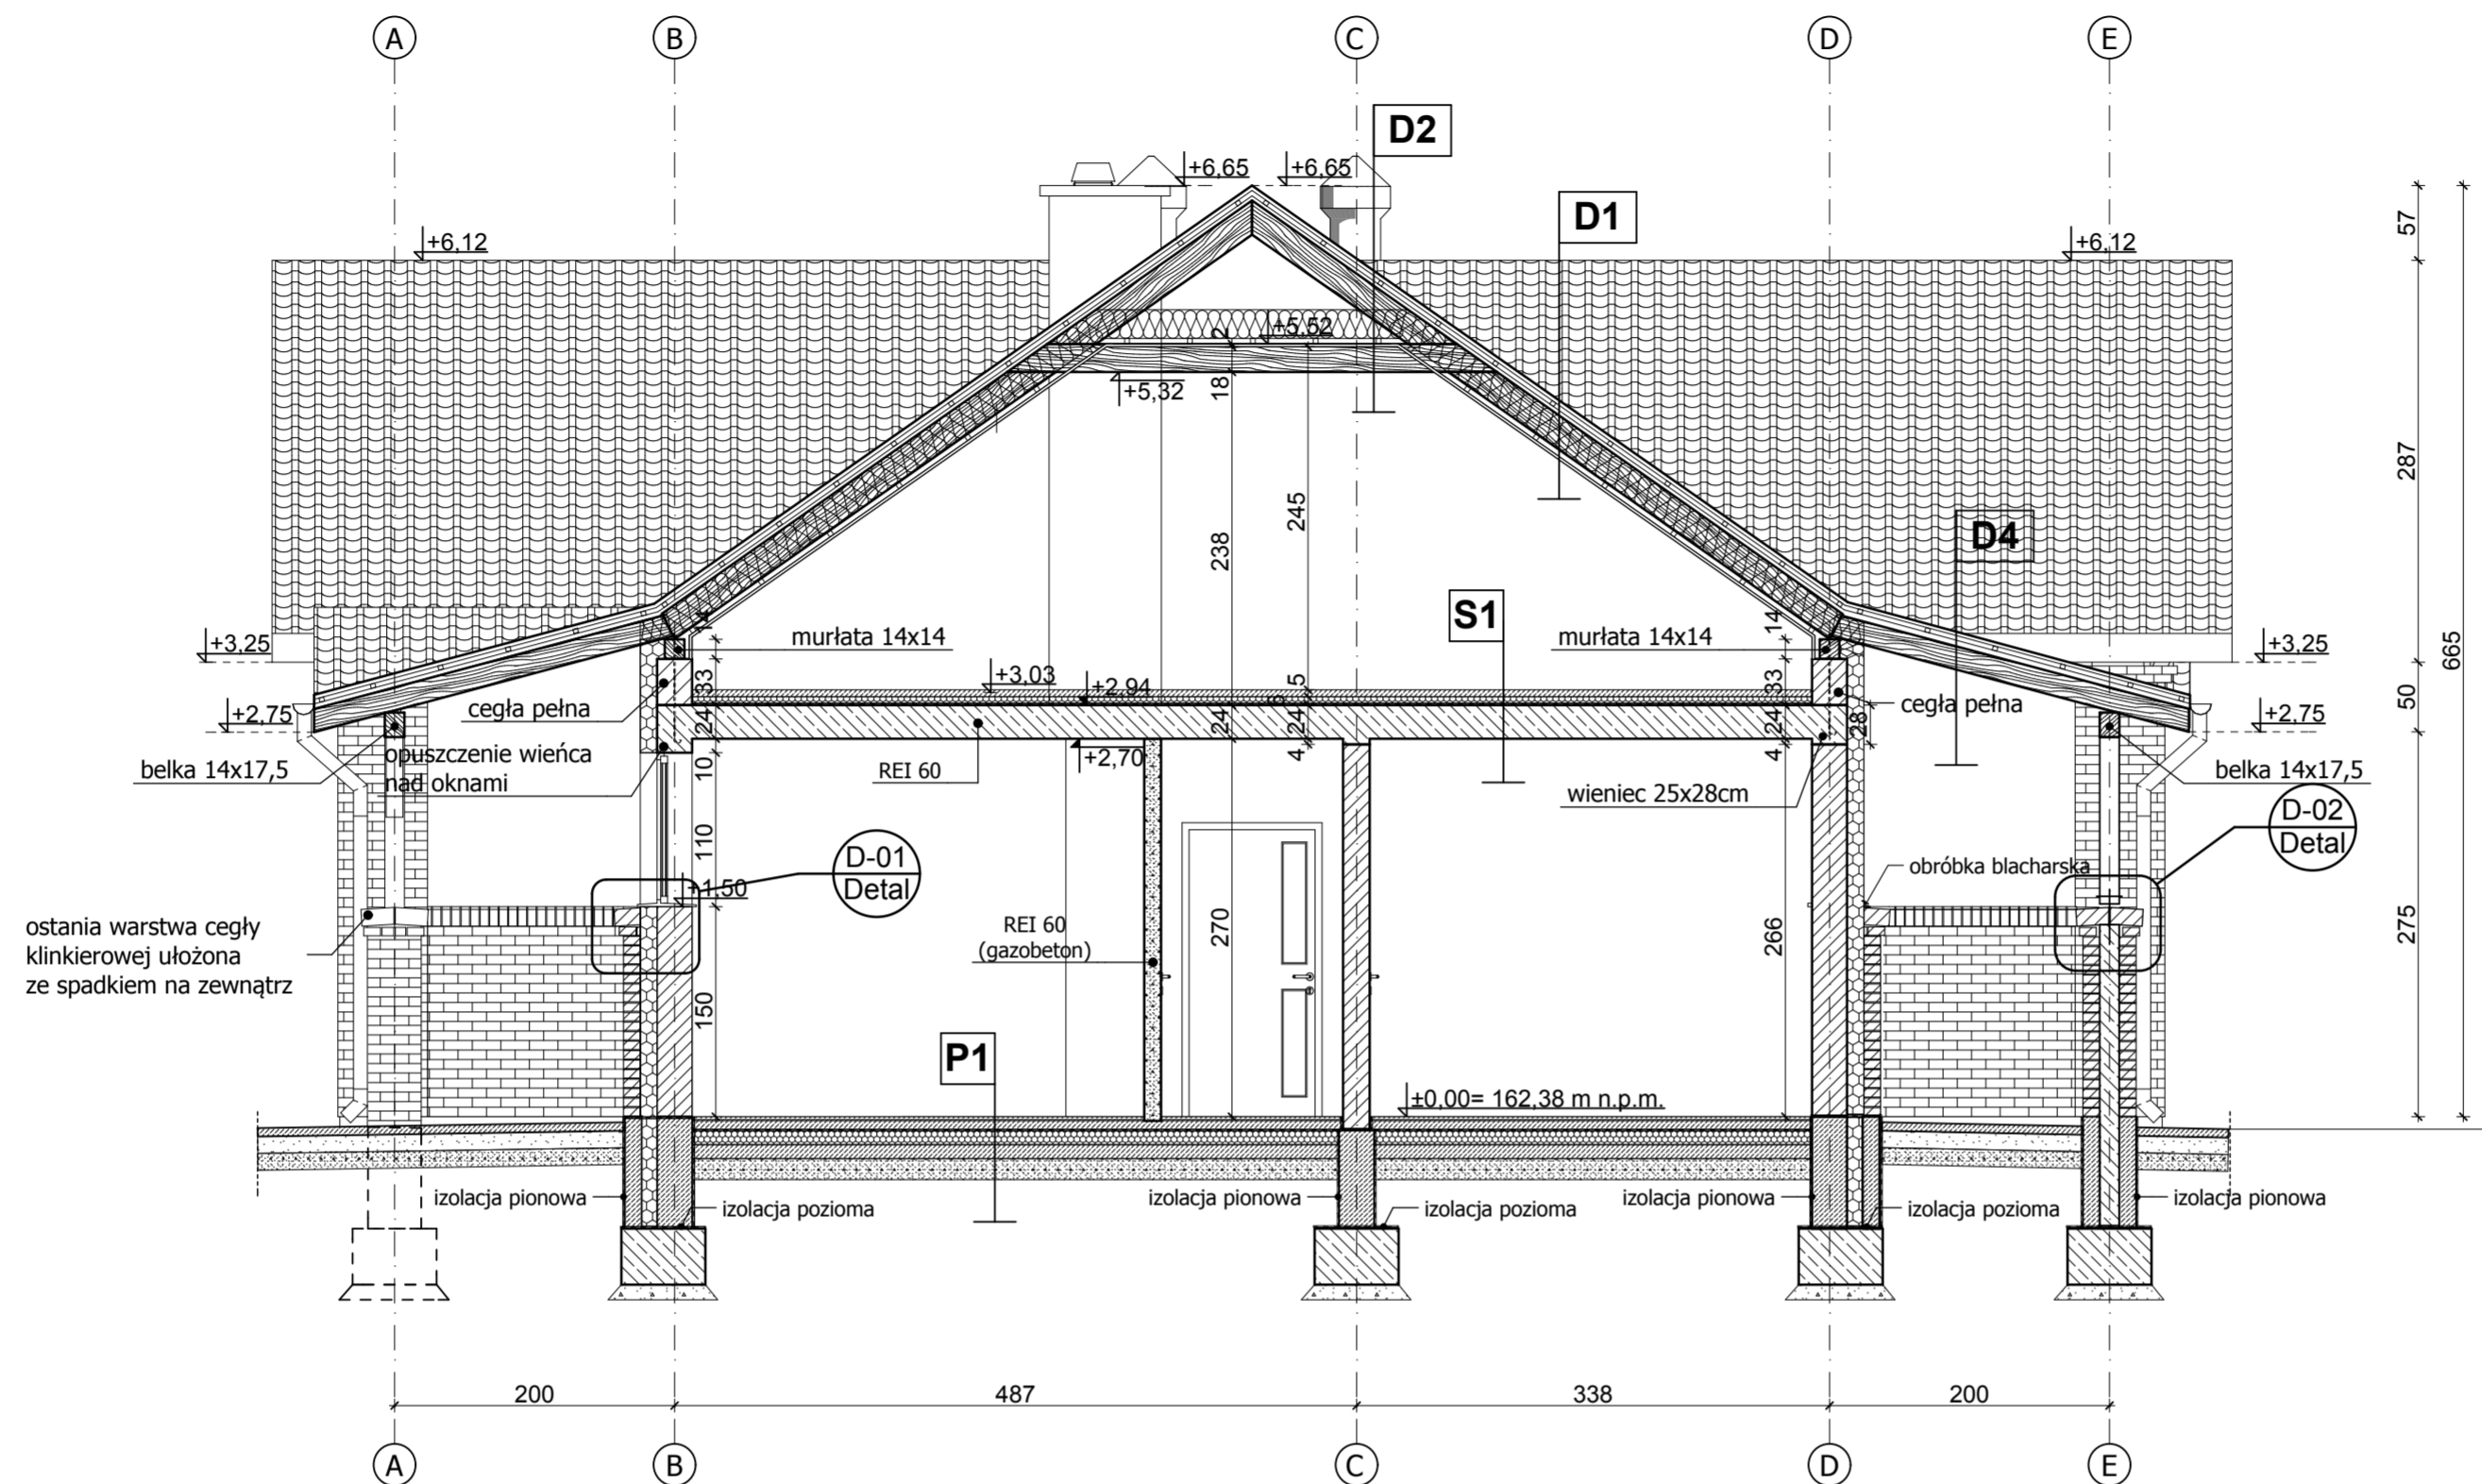 A B C D E
D2
+6,65 +6,65
D1
57
+6,12 +6,12
+5,52
2
+5,32
18
287
D4
245
238
S1
14 14
murłata 14x14 murłata 14x14
+3,25 +3,25
665
+3,03 5
33 33
+2,94
cegła pełna cegła pełna
50
+2,75 +2,75
24 24 24 24 28
opuszczenie wieńca
nad oknami
+2,70
10 4 4
belka 14x17,5 belka 14x17,5
REI 60
wieniec 25x28cm
D-02
Detal
110
D-01
Detal
obróbka blacharska
+1,50
ostania warstwa cegły
klinkierowej ułożona
ze spadkiem na zewnątrz
REI 60
(gazobeton)
270 266 275
150
P1
±0,00= 162,38 m n.p.m.
izolacja pionowa izolacja pionowa izolacja pionowa izolacja pionowa
izolacja pozioma izolacja pozioma izolacja pozioma
200 487 338 200
A B C D E